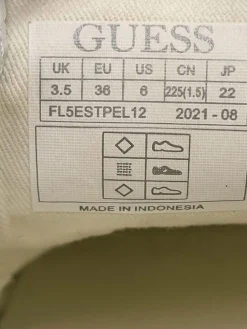 GUESS
UK EU US CN JP
3.5 36 6 225(1.5) 22
FL5ESTPEL12 2021-08
MADE IN INDONESIA